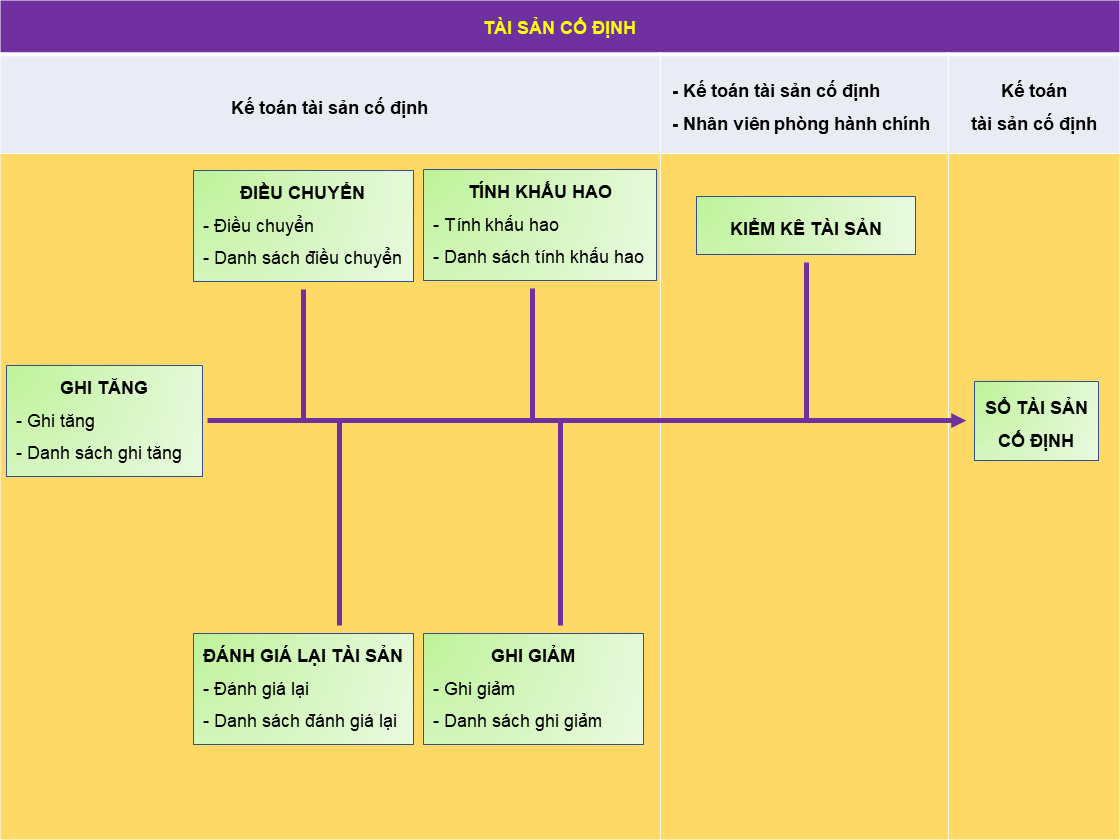 TÀI SẢN CỐ ĐỊNH
Kế toán tài sản cố định
- Kế toán tài sản cố định
- Nhân viên phòng hành chính
Kế toán
tài sản cố định
ĐIỀU CHUYỂN
- Điều chuyển
- Danh sách điều chuyển
TÍNH KHẤU HAO
- Tính khấu hao
- Danh sách tính khấu hao
KIỂM KÊ TÀI SẢN
GHI TĂNG
- Ghi tăng
- Danh sách ghi tăng
SỔ TÀI SẢN
CỐ ĐỊNH
ĐÁNH GIÁ LẠI TÀI SẢN
- Đánh giá lại
- Danh sách đánh giá lại
GHI GIẢM
- Ghi giảm
- Danh sách ghi giảm